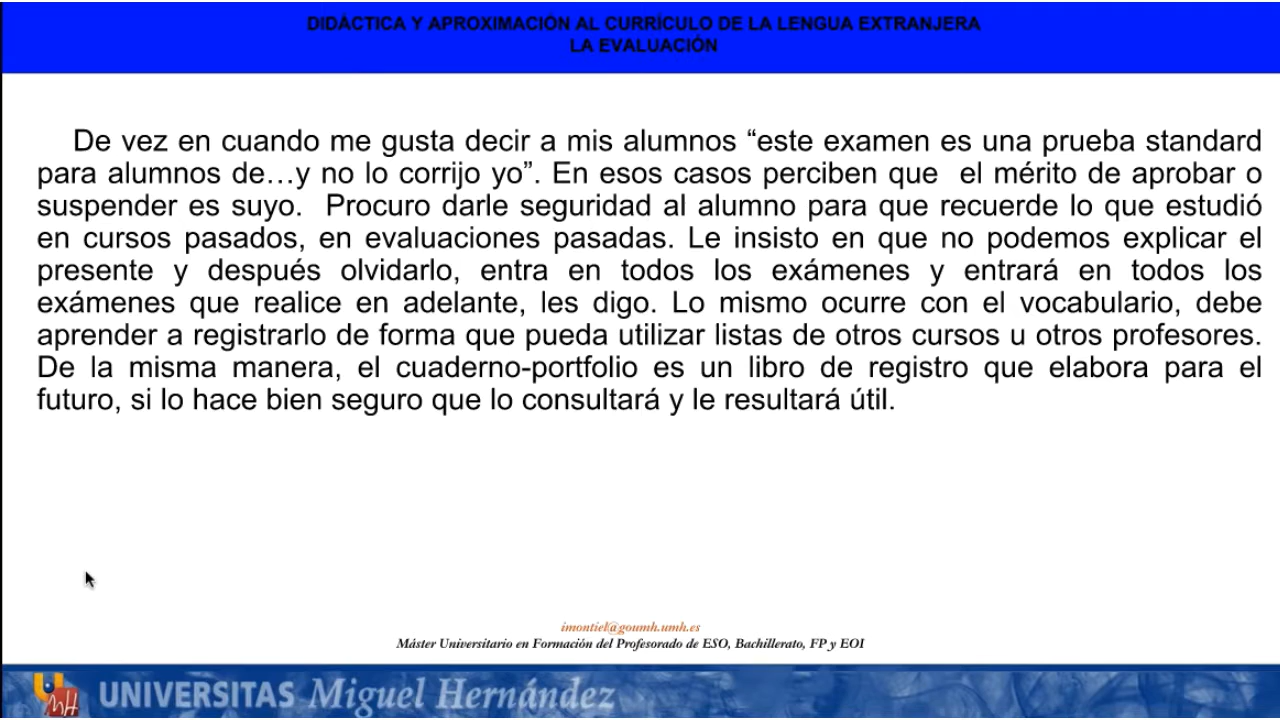 DIDÁCTICA Y APROXIMACIÓN AL CURRÍCULO DE LA LENGUA EXTRANJERA
LA EVALUACIÓN
De vez en cuando me gusta decir a mis alumnos “este examen es una prueba standard
para alumnos de…y no lo corrijo yo”. En esos casos perciben que el mérito de aprobar o
suspender es suyo. Procuro darle seguridad al alumno para que recuerde lo que estudió
en cursos pasados, en evaluaciones pasadas. Le insisto en que no podemos explicar el
presente y después olvidarlo, entra en todos los exámenes y entrará en todos los
exámenes que realice en adelante, les digo. Lo mismo ocurre con el vocabulario, debe
aprender a registrarlo de forma que pueda utilizar listas de otros cursos u otros profesores.
De la misma manera, el cuaderno-portfolio es un libro de registro que elabora para el
futuro, si lo hace bien seguro que lo consultará y le resultará útil.
imontiel@goumh.umh.es
Máster Universitario en Formación del Profesorado de ESO, Bachillerato, FP y EOI
UMH UNIVERSITAS Miguel Hernández